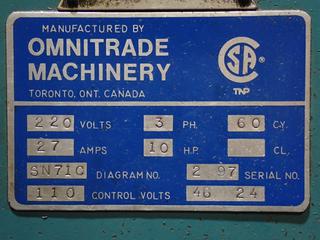 MANUFACTURED BY
OMNITRADE
MACHINERY
TORONTO, ONT. CANADA
CSA ®
TNP
220 VOLTS 3 PH. 60 CY.
27 AMPS 10 H.P. CL.
SN71C DIAGRAM NO. 2 97 SERIAL NO.
110 CONTROL VOLTS 46 24